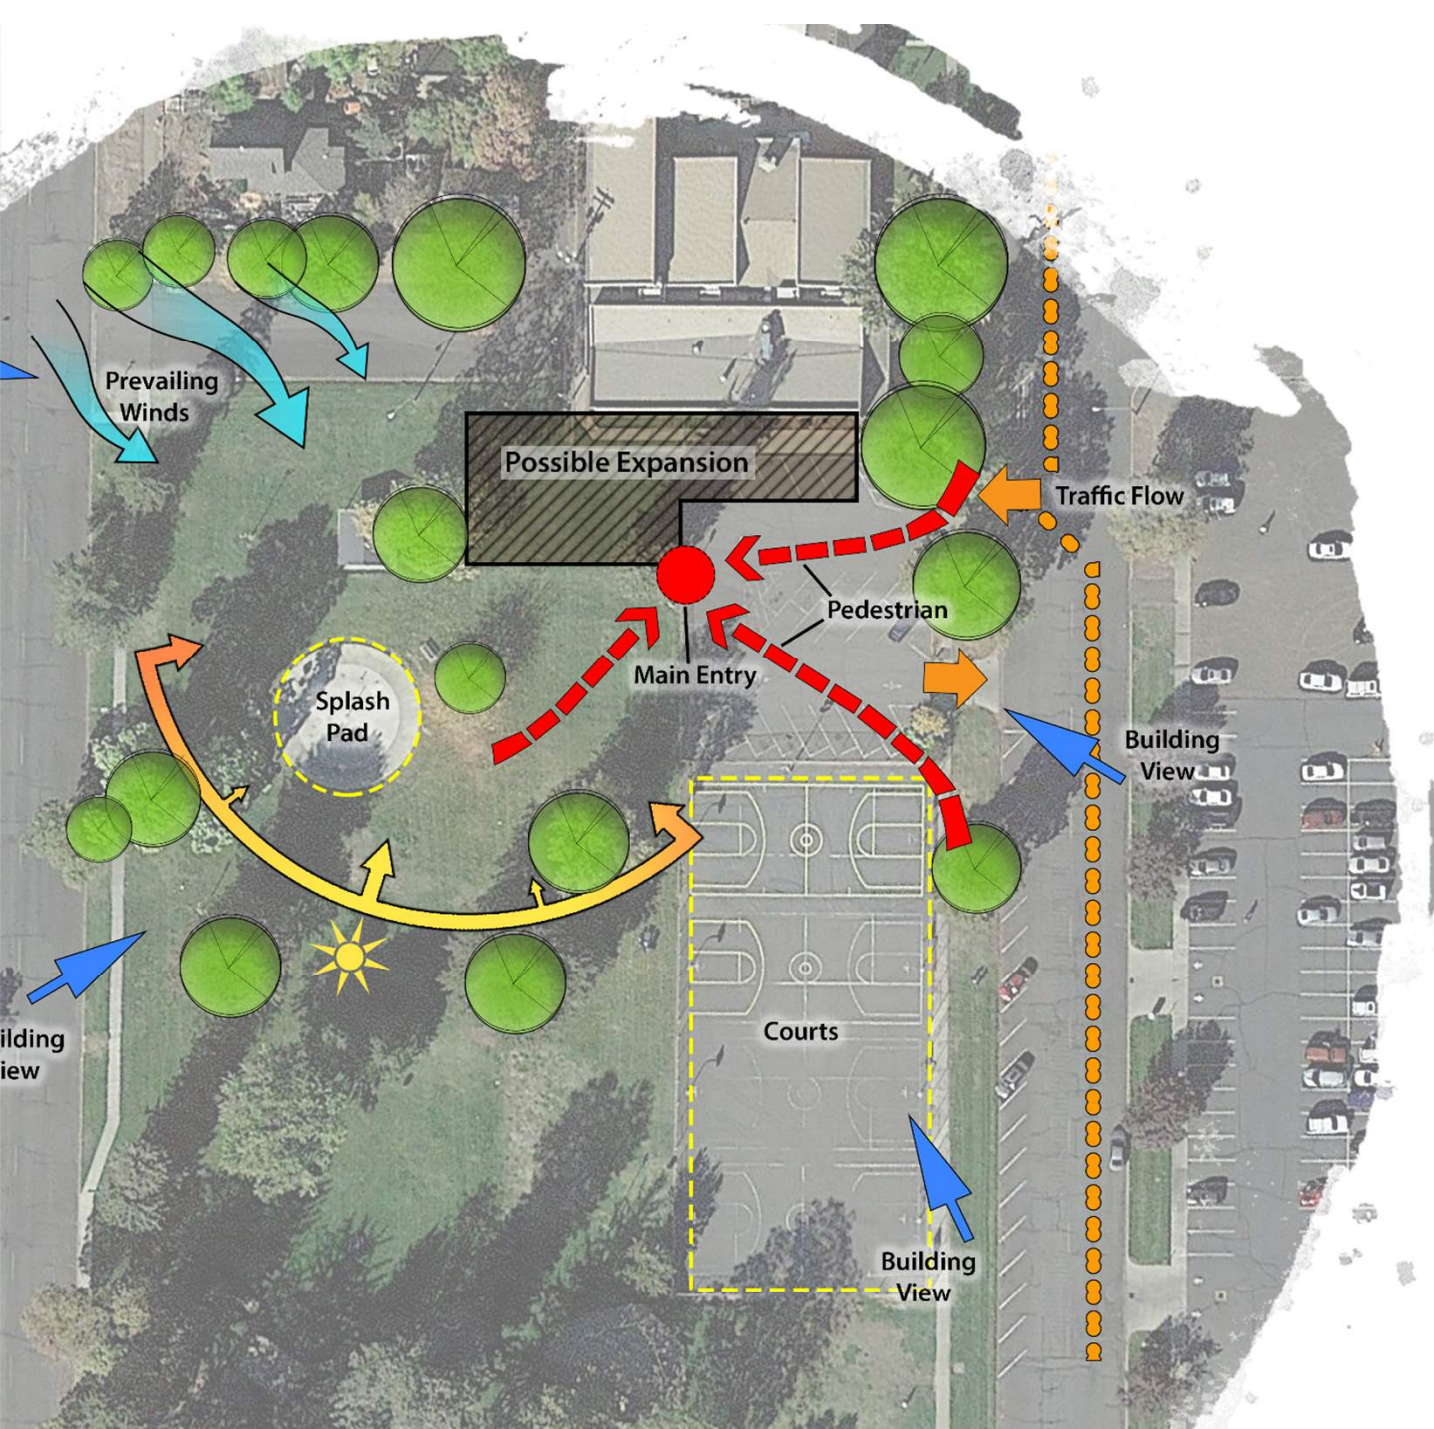 Prevailing
Winds
Possible Expansion
Traffic Flow
Pedestrian
Main Entry
Splash
Pad
Building
View
Courts
ilding
iew
Building
View